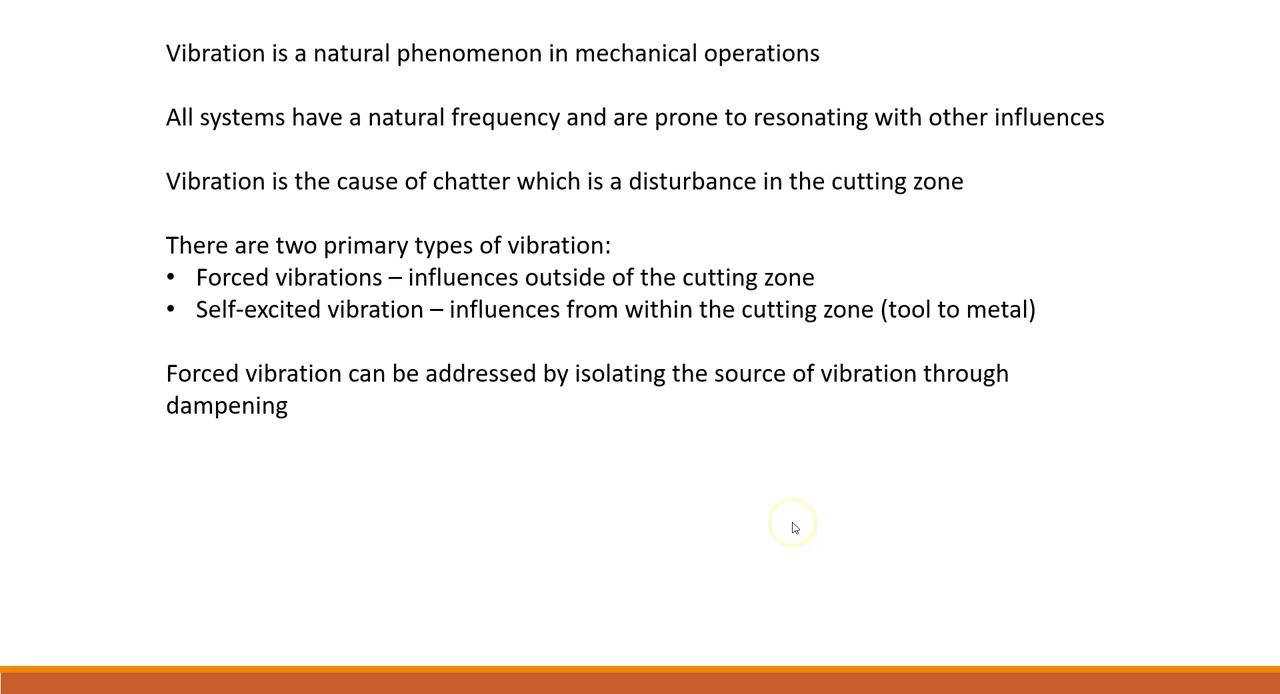 Vibration is a natural phenomenon in mechanical operations
All systems have a natural frequency and are prone to resonating with other influences
Vibration is the cause of chatter which is a disturbance in the cutting zone
There are two primary types of vibration:
• Forced vibrations – influences outside of the cutting zone
• Self-excited vibration – influences from within the cutting zone (tool to metal)
Forced vibration can be addressed by isolating the source of vibration through
dampening